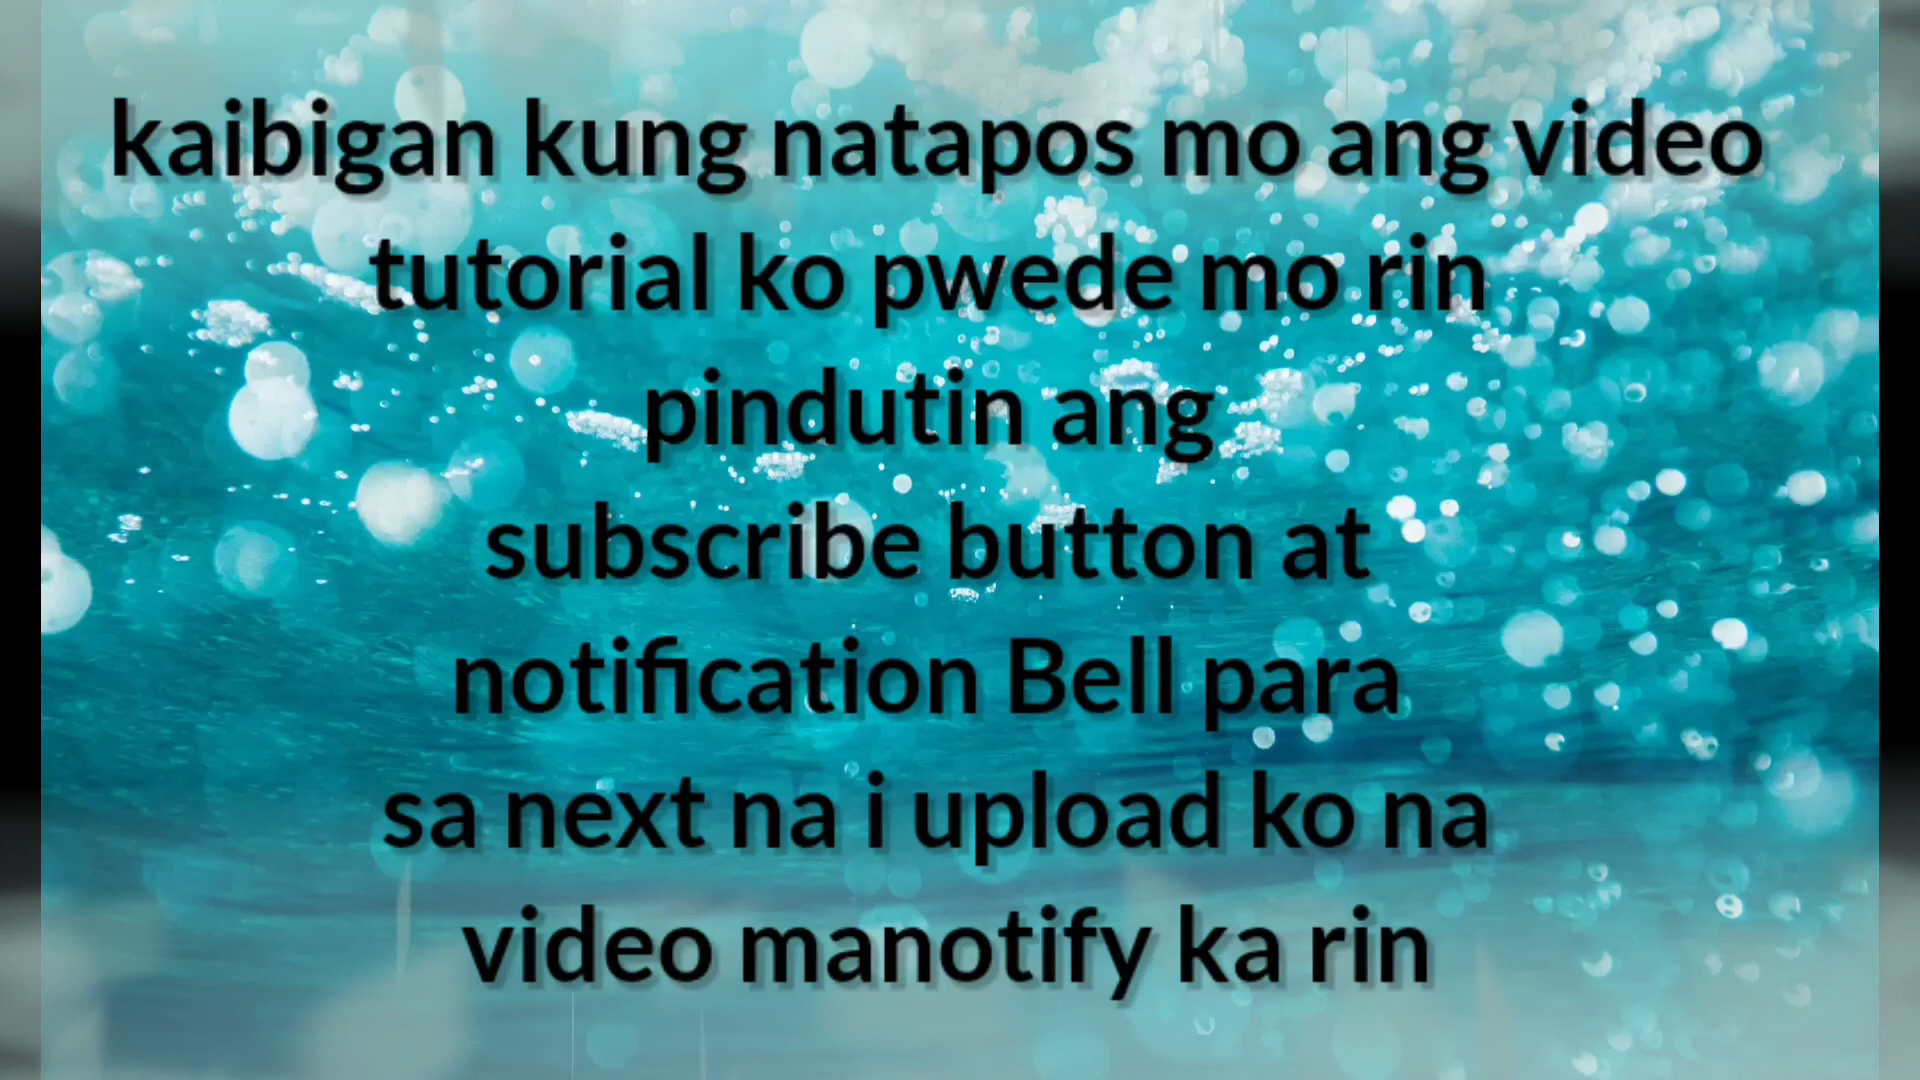 kaibigan kung natapos mo ang video
tutorial ko pwede mo rin
pindutin ang
subscribe button at
notification Bell para
sa next na i upload ko na
video manotify ka rin